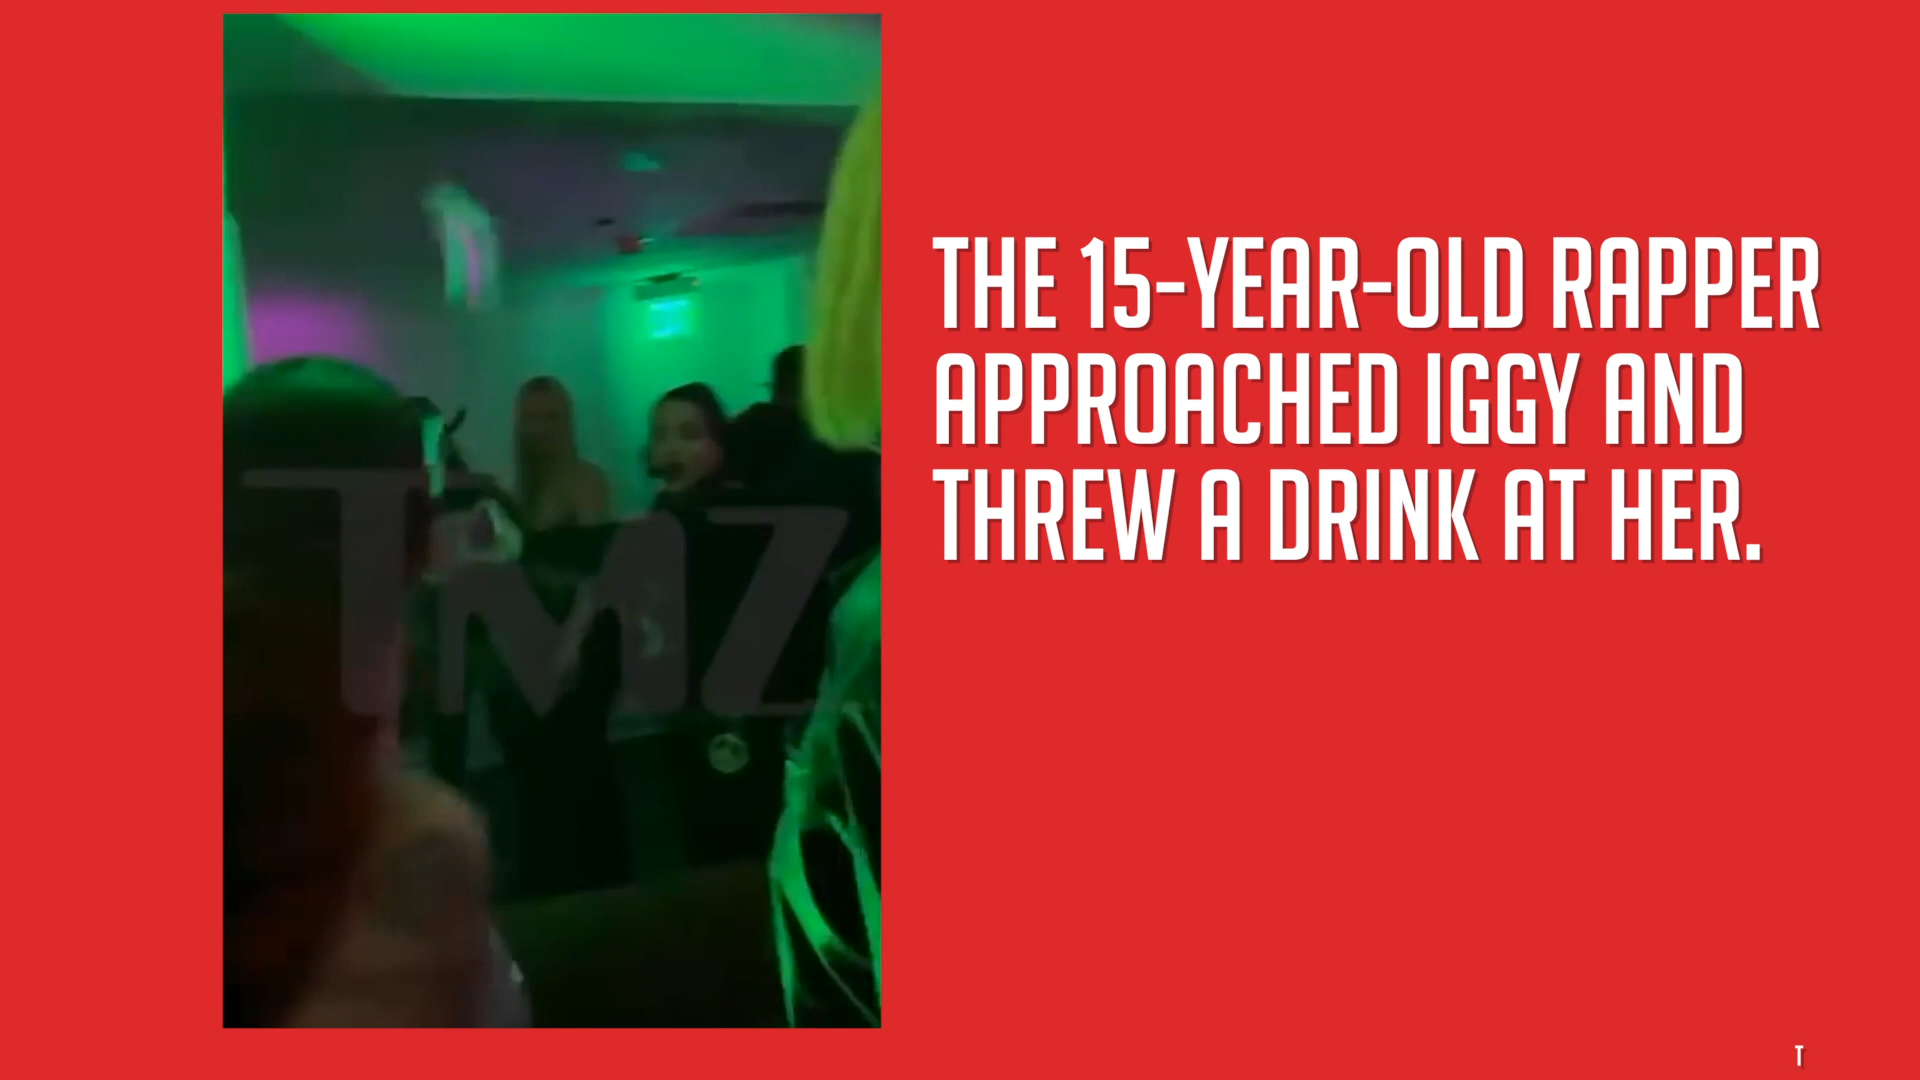 THE 15-YEAR-OLD RAPPER
APPROACHED IGGY AND
THREW A DRINK AT HER.
TMZ
T